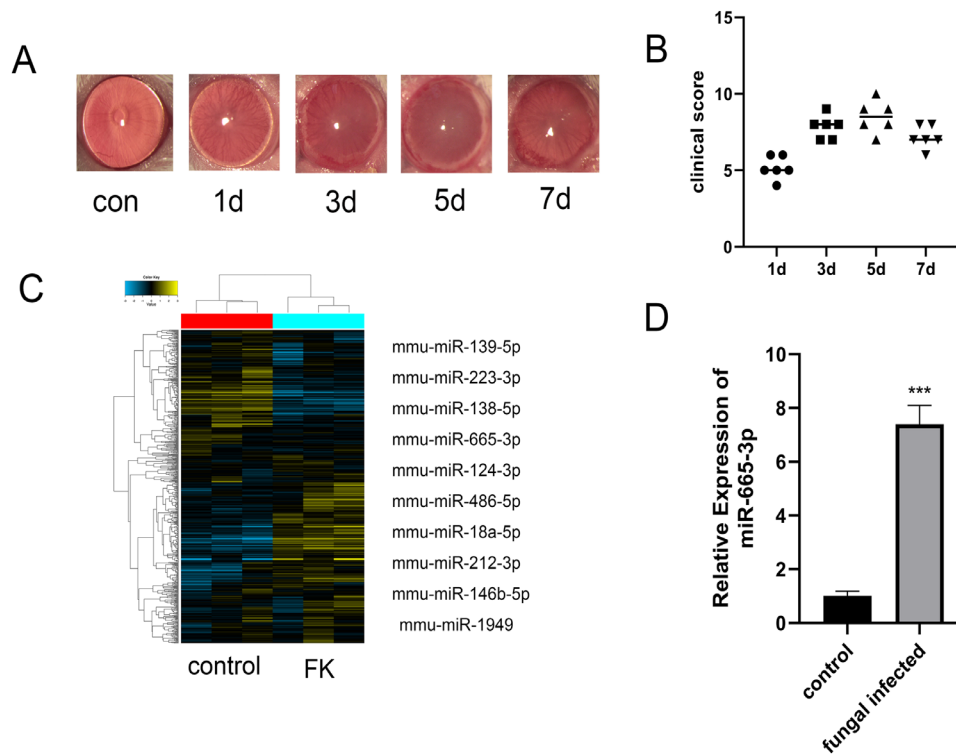 A
con
1d
3d
5d
7d
B
clinical score
15
10
5
0
1d
3d
5d
7d
C
Color Key
Value
mmu-miR-139-5p
mmu-miR-223-3p
mmu-miR-138-5p
mmu-miR-665-3p
mmu-miR-124-3p
mmu-miR-486-5p
mmu-miR-18a-5p
mmu-miR-212-3p
mmu-miR-146b-5p
mmu-miR-1949
control
FK
D
Relative Expression of
miR-665-3p
10
8
6
4
2
0
***
control
fungal infected